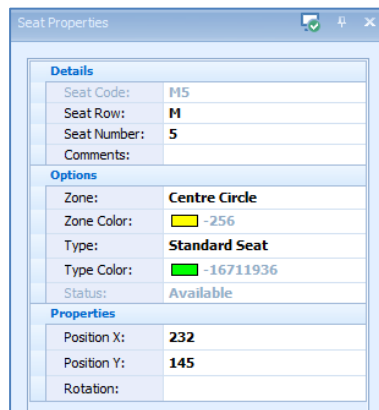 Seat Properties
Details
Seat Code: M5
Seat Row: M
Seat Number: 5
Comments:
Options
Zone: Centre Circle
Zone Color: -256
Type: Standard Seat
Type Color: -16711936
Status: Available
Properties
Position X: 232
Position Y: 145
Rotation: